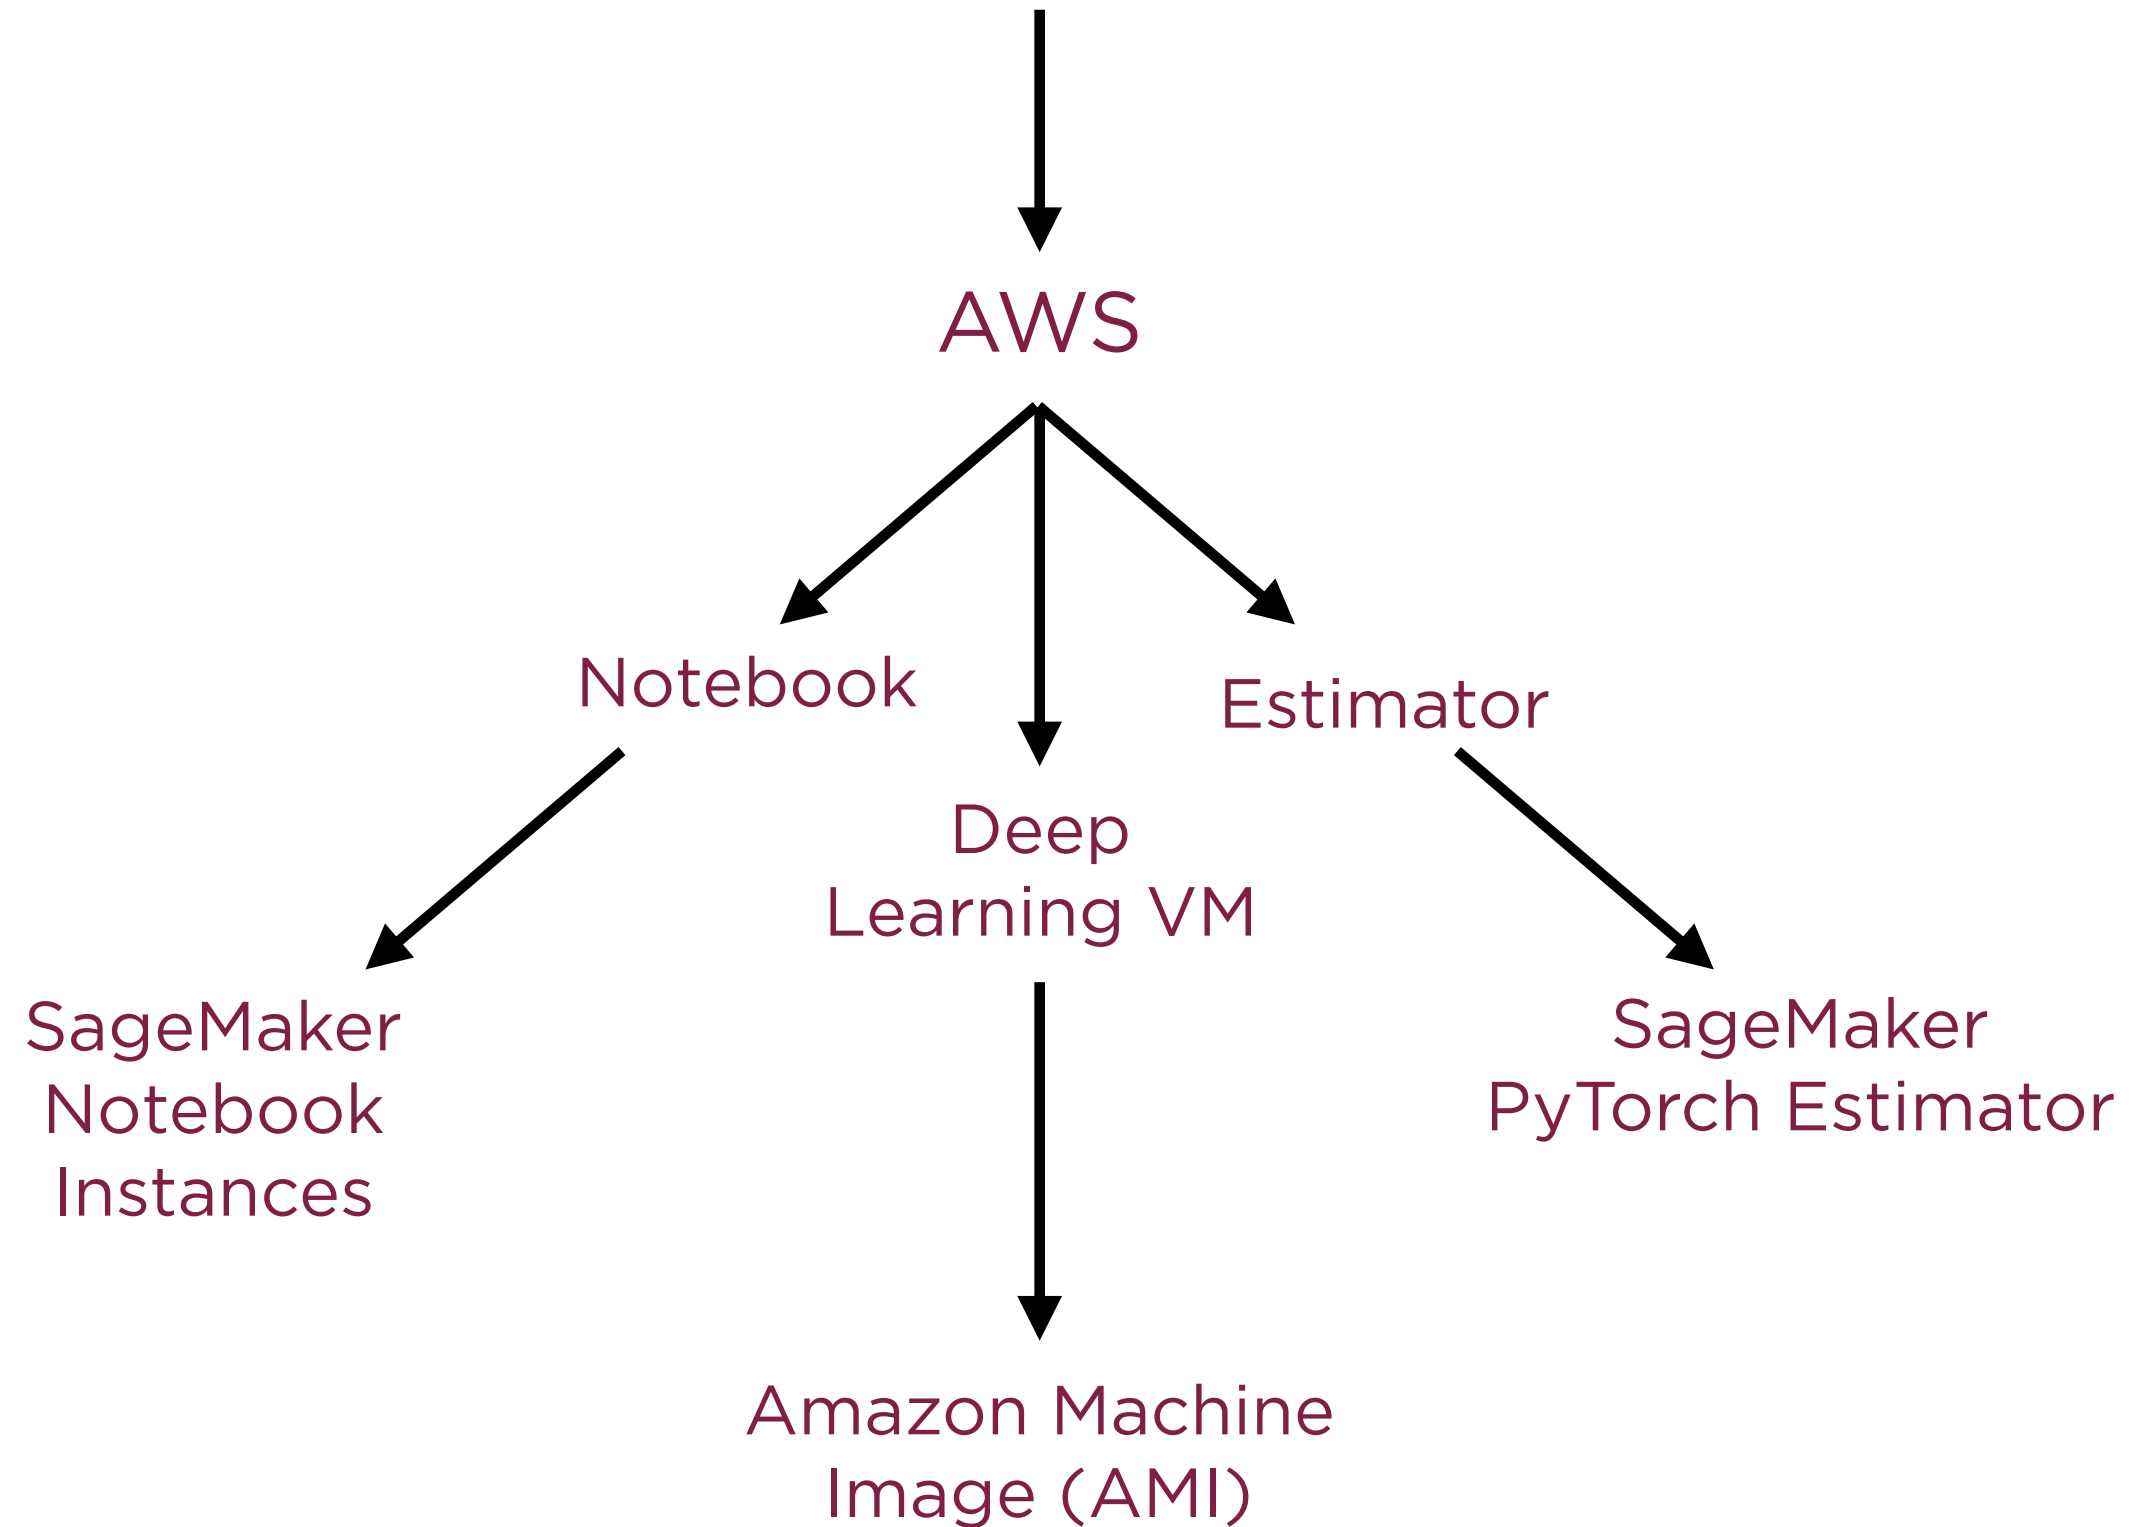 AWS
Notebook
Estimator
Deep
Learning VM
SageMaker
Notebook
Instances
SageMaker
PyTorch Estimator
Amazon Machine
Image (AMI)